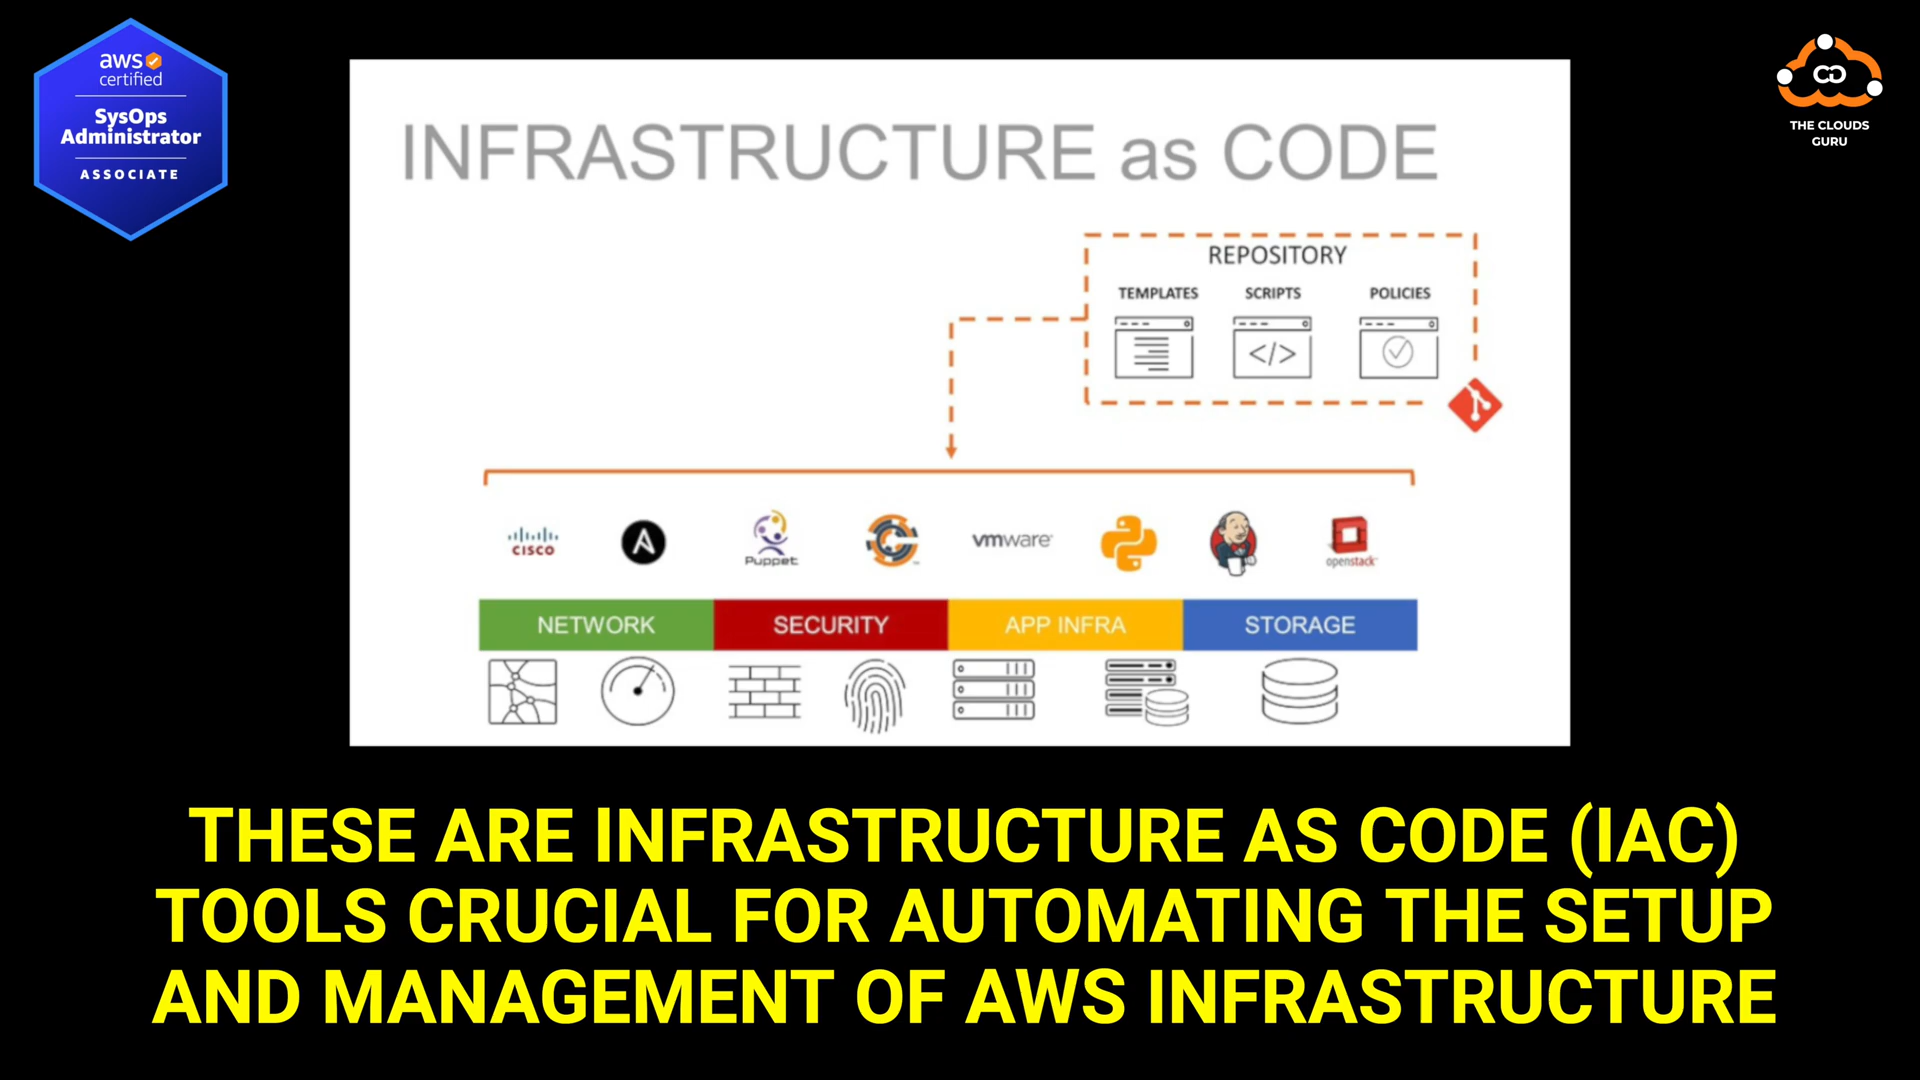 aws
certified
SysOps
Administrator
ASSOCIATE
THE CLOUDS
GURU
INFRASTRUCTURE as CODE
REPOSITORY
TEMPLATES SCRIPTS POLICIES
</>
CISCO
A
Puppet
vmware
openstack
NETWORK SECURITY APP INFRA STORAGE
THESE ARE INFRASTRUCTURE AS CODE (IAC)
TOOLS CRUCIAL FOR AUTOMATING THE SETUP
AND MANAGEMENT OF AWS INFRASTRUCTURE